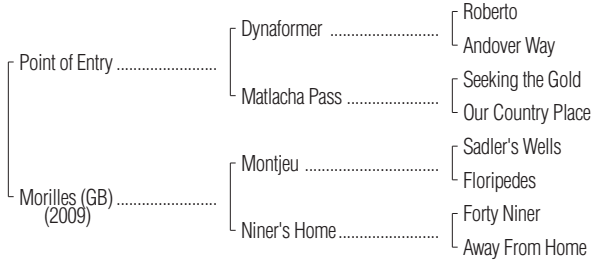 Roberto
Dynaformer ........................
Andover Way
Point of Entry ......................
Seeking the Gold
Matlacha Pass ....................
Our Country Place
Sadler's Wells
Montjeu .............................
Floripedes
Morilles (GB) ......................
(2009)
Forty Niner
Niner's Home ......................
Away From Home